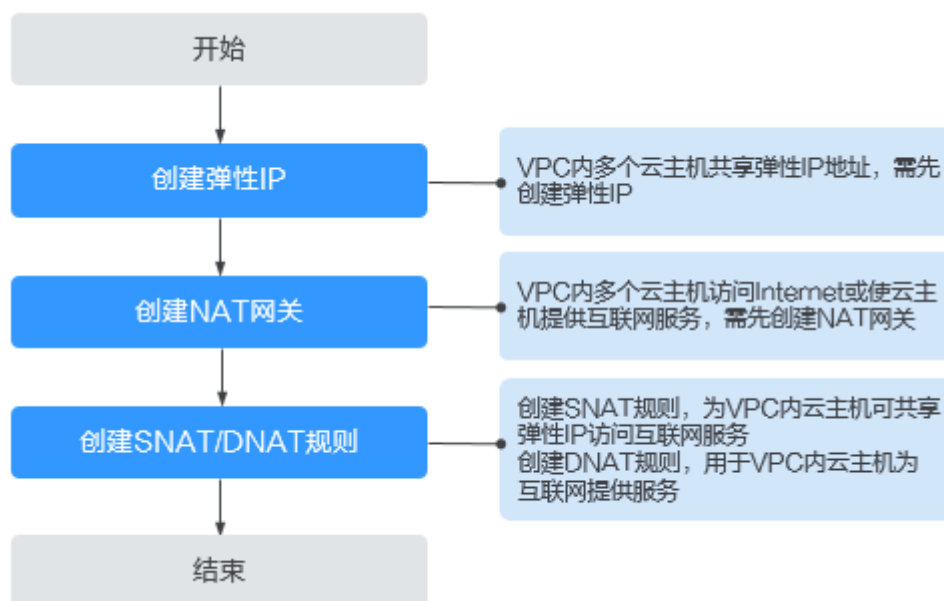 开始
创建弹性IP
VPC内多个云主机共享弹性IP地址，需先
创建弹性IP
创建NAT网关
VPC内多个云主机访问Internet或使云主
机提供互联网服务，需先创建NAT网关
创建SNAT/DNAT规则
创建SNAT规则，为VPC内云主机可共享
弹性IP访问互联网服务
创建DNAT规则，用于VPC内云主机为
互联网提供服务
结束